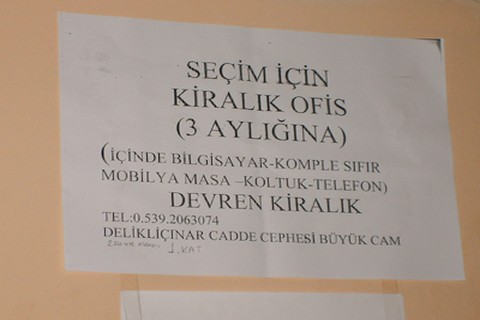 SEÇİM İÇİN
KİRALIK OFİS
(3 AYLIĞINA)
(İÇİNDE BİLGİSAYAR-KOMPLE SIFIR
MOBİLYA MASA –KOLTUK-TELEFON)
DEVREN KİRALIK
TEL:0.539.2063074
DELİKLİÇINAR CADDE CEPHESİ BÜYÜK CAM
1. KAT